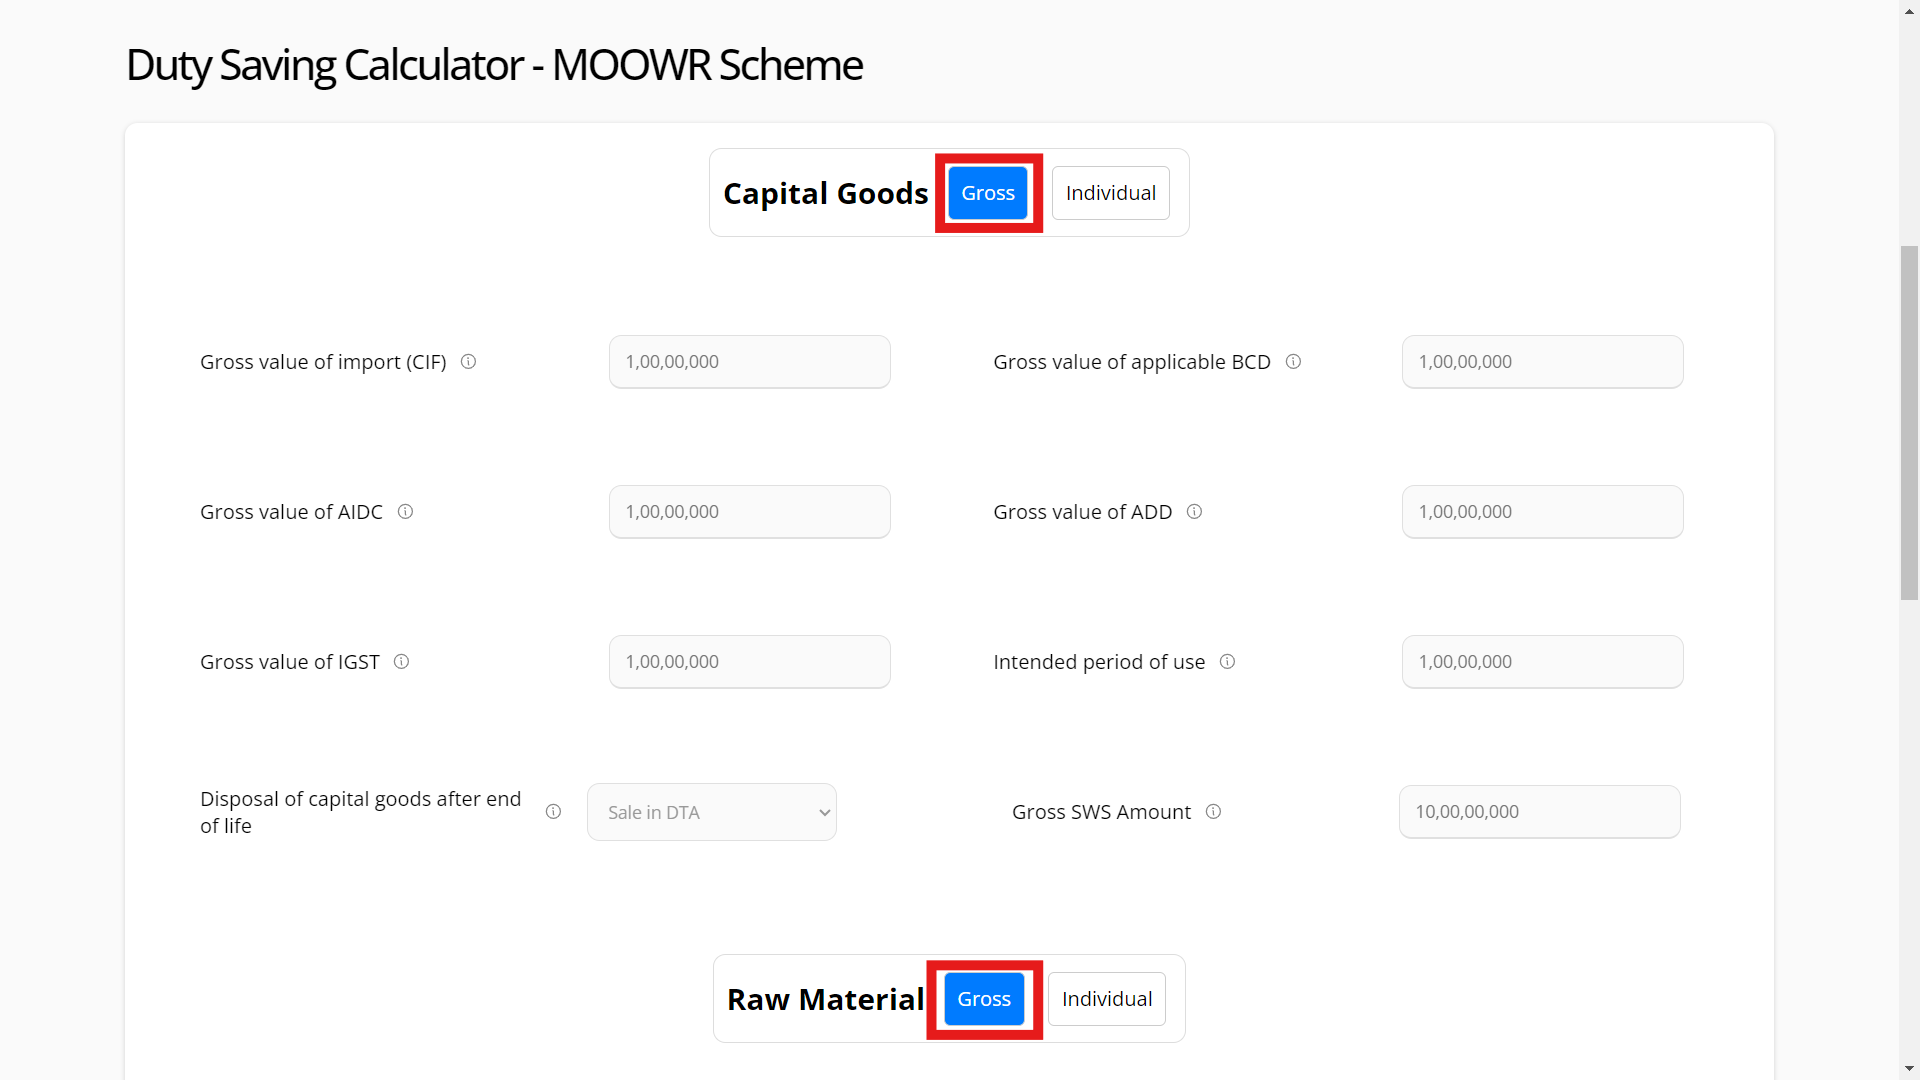 Duty Saving Calculator - MOOWR Scheme
Capital Goods Gross Individual
Gross value of import (CIF) 1,00,00,000 Gross value of applicable BCD 1,00,00,000
Gross value of AIDC 1,00,00,000 Gross value of ADD 1,00,00,000
Gross value of IGST 1,00,00,000 Intended period of use 1,00,00,000
Disposal of capital goods after end
of life Sale in DTA Gross SWS Amount 10,00,00,000
Raw Material Gross Individual